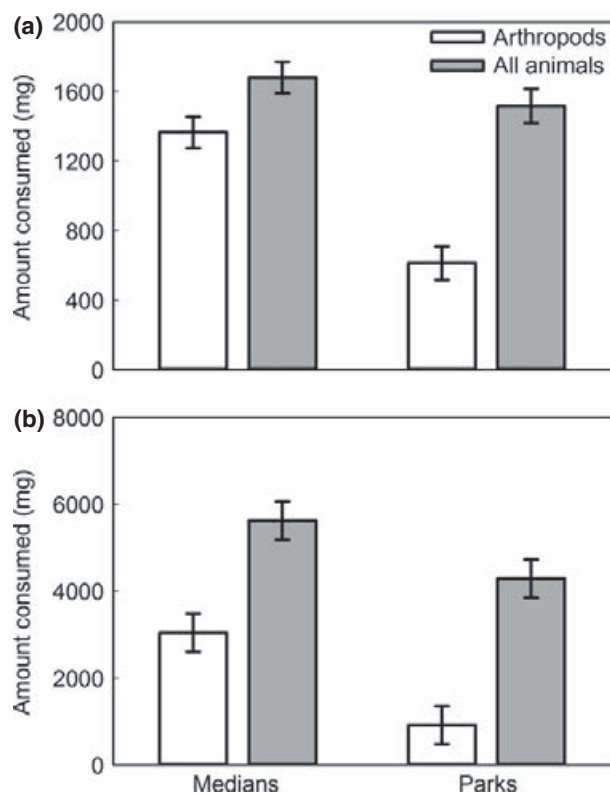 (a)
2000
1600
1200
800
400
0
Amount consumed (mg)
Arthropods
All animals
(b)
8000
6000
4000
2000
0
Amount consumed (mg)
Medians Parks